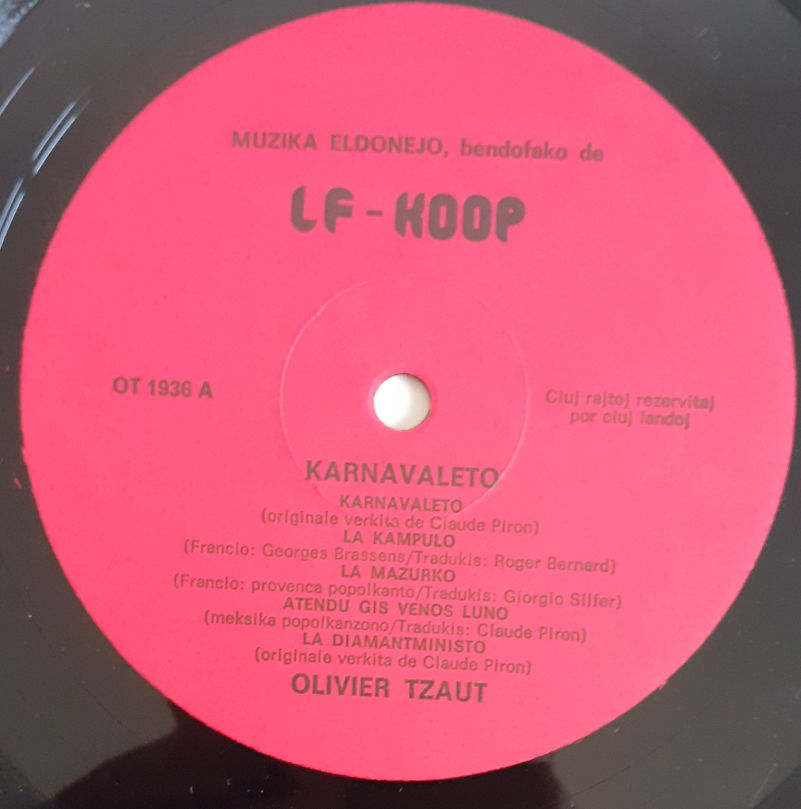 MUZIKA ELDONEJO, bendofako de
LF - KOOP
OT 1936 A
Ciuj rajtoj rezervitaj
por ciuj landoj
KARNAVALETO
KARNAVALETO
(originale verkita de Claude Piron)
LA KAMPULO
(Francio: Georges Brassens/Tradukis: Roger Bernard)
LA MAZURKO
(Francio: provenca popolkanto/Tradukis: Giorgio Silfer)
ATENDU GIS VENOS LUNO
(meksika popolkanzono/Tradukis: Claude Piron)
LA DIAMANTMINISTO
(originale verkita de Claude Piron)
OLIVIER TZAUT